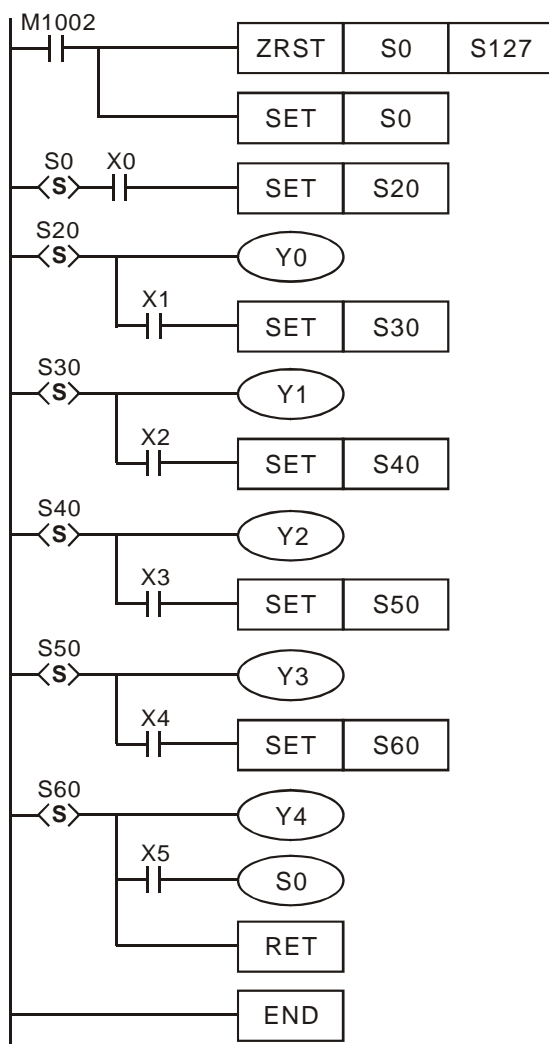 M1002
ZRST S0 S127
SET S0
S0 X0
S SET S20
S20
S Y0
X1
SET S30
S30
S Y1
X2
SET S40
S40
S Y2
X3
SET S50
S50
S Y3
X4
SET S60
S60
S Y4
X5
S0
RET
END